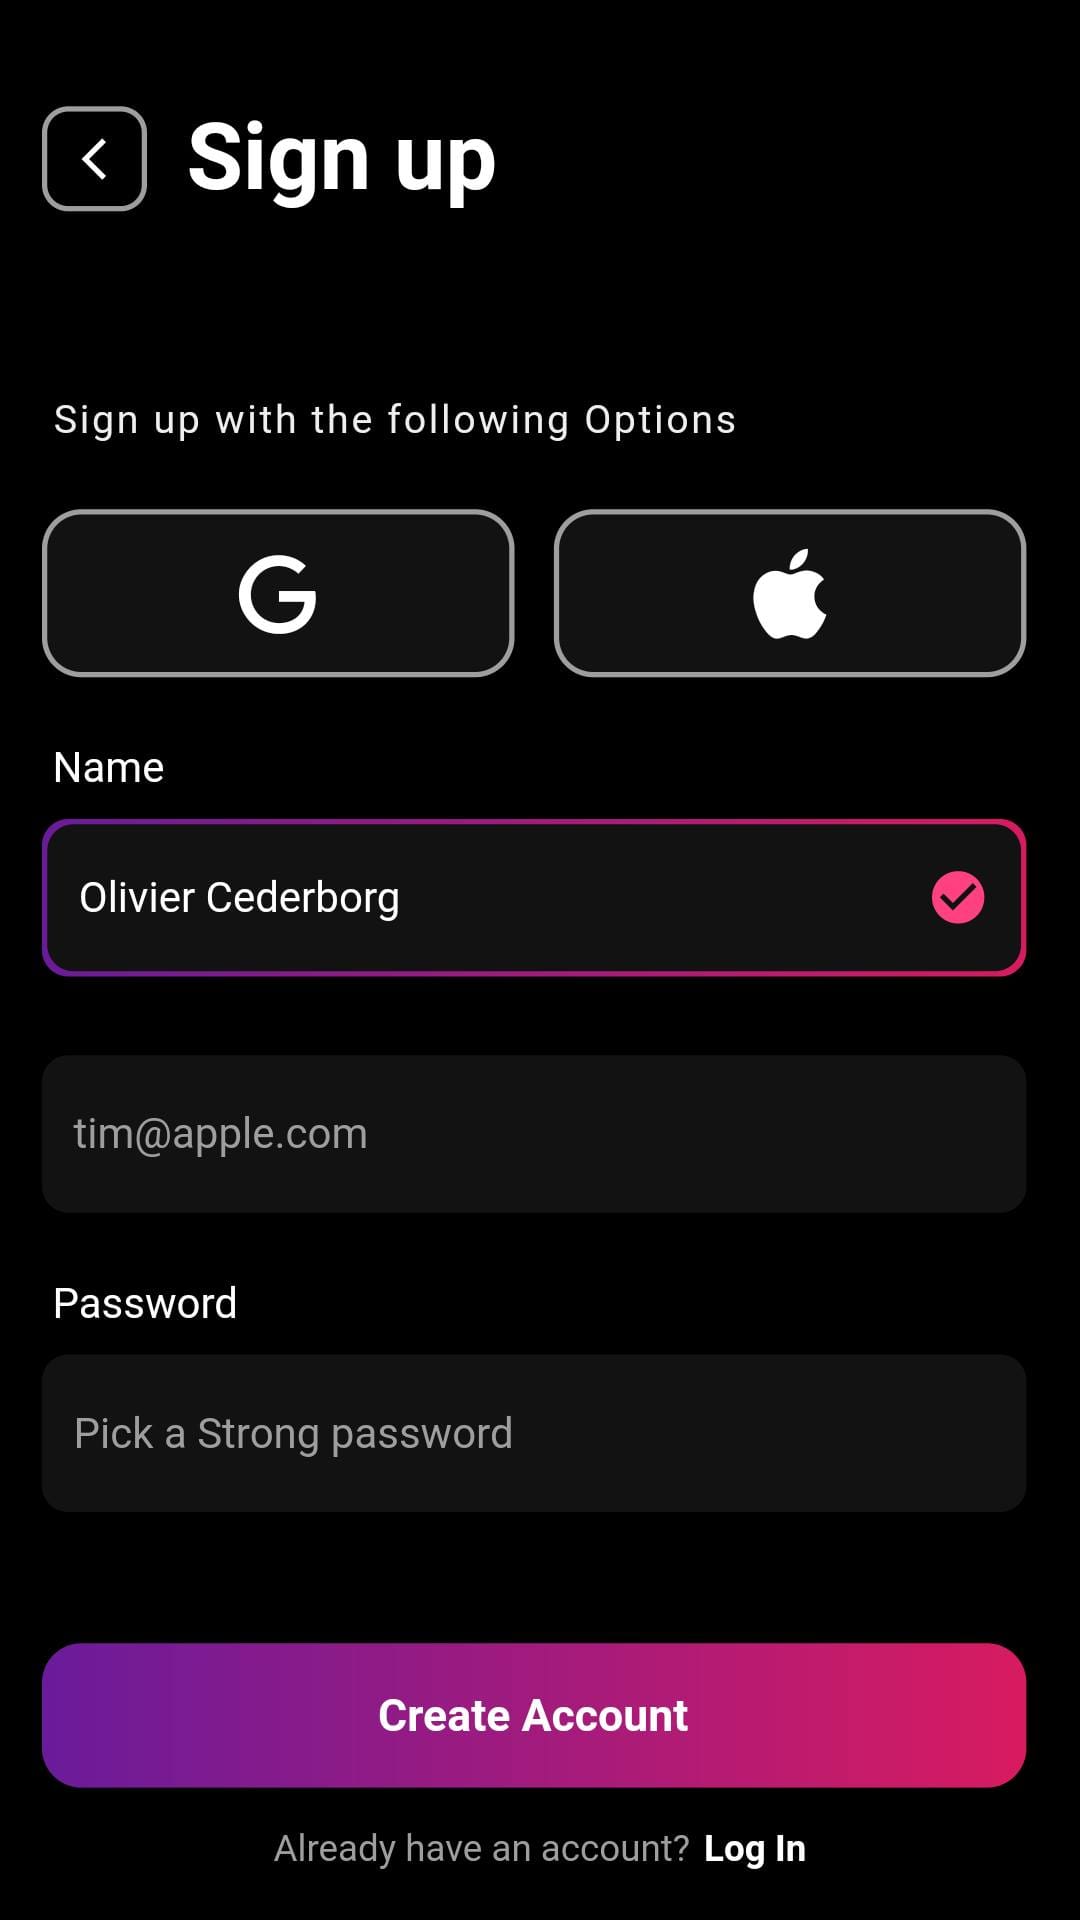 Sign up
Sign up with the following Options
Name
Olivier Cederborg
tim@apple.com
Password
Pick a Strong password
Create Account
Already have an account? Log In